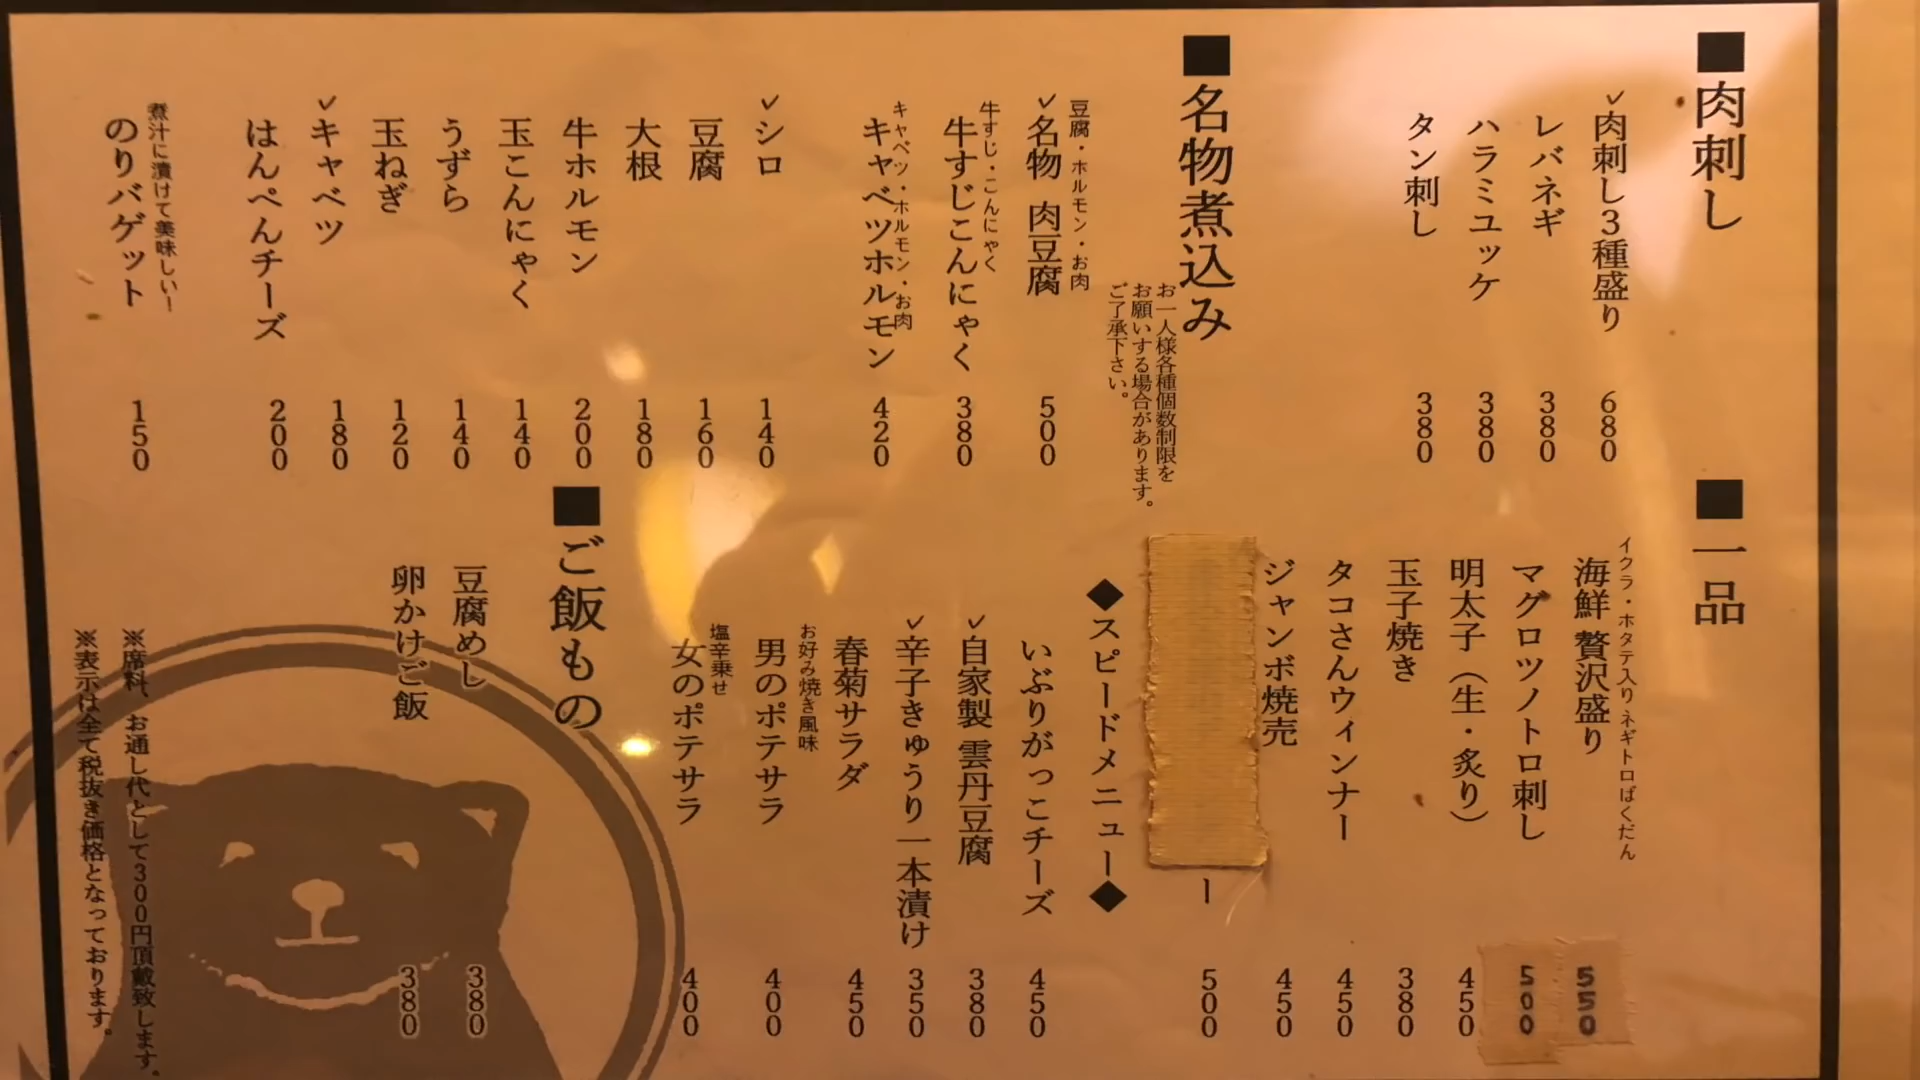 ■肉刺し
✓肉刺し3種盛り 680
レバネギ 380
ハラミユッケ 380
タン刺し 380
■名物煮込み
お一人様各種個数制限を
お願いする場合があります。
ご了承下さい。
豆腐・ホルモン・お肉
✓名物 肉豆腐 500
牛すじ・こんにゃく
牛すじこんにゃく 380
キャベツ・ホルモン・お肉
キャベツホルモン 420
✓シロ 140
豆腐 160
大根 180
牛ホルモン 200
玉こんにゃく 140
うずら 140
玉ねぎ 120
✓キャベツ 180
はんぺんチーズ 200
煮汁に漬けて美味しい!
のりバゲット 150
■一品
イクラ・ホタテ入り ネギトロばくだん
海鮮 贅沢盛り 550
マグロツノトロ刺し 500
明太子(生・炙り) 450
玉子焼き 380
タコさんウィンナー 450
ジャンボ焼売 450
ー 500
◆スピードメニュー◆
いぶりがっこチーズ 450
✓自家製 雲丹豆腐 380
✓辛子きゅうり一本漬け 350
春菊サラダ 450
お好み焼き風味
男のポテサラ 400
塩辛乗せ
女のポテサラ 400
■ご飯もの
豆腐めし 380
卵かけご飯 380
※席料、お通し代として300円頂戴致します。
※表示は全て税抜き価格となっております。